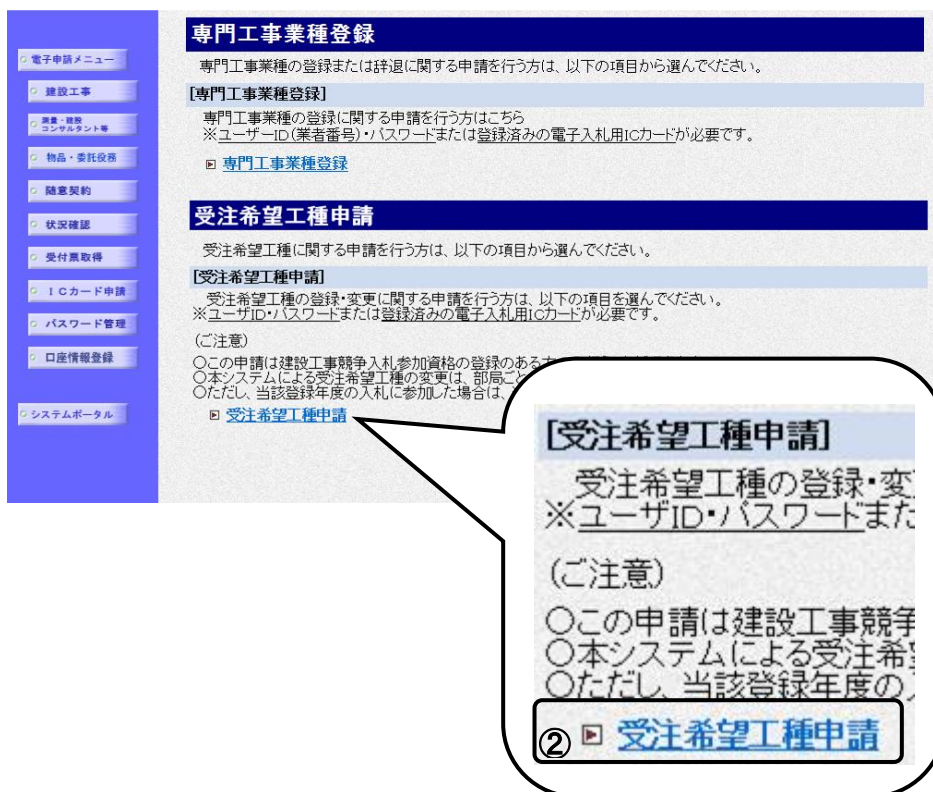 電子申請メニュー
建設工事
測量・建設
コンサルタント等
物品・委託役務
随意契約
状況確認
受付票取得
ICカード申請
パスワード管理
口座情報登録
システムポータル
専門工事業種登録
専門工事業種の登録または辞退に関する申請を行う方は、以下の項目から選んでください。
[専門工事業種登録]
専門工事業種の登録に関する申請を行う方はこちら
※ユーザーID(業者番号)・パスワードまたは登録済みの電子入札用ICカードが必要です。
専門工事業種登録
受注希望工種申請
受注希望工種に関する申請を行う方は、以下の項目から選んでください。
[受注希望工種申請]
受注希望工種の登録・変更に関する申請を行う方は、以下の項目を選んでください。
※ユーザID・パスワードまたは登録済みの電子入札用ICカードが必要です。
(ご注意)
○この申請は建設工事競争入札参加資格の登録のある方
○本システムによる受注希望工種の変更は、部局ごと
○ただし、当該登録年度の入札に参加した場合は、
受注希望工種申請
[受注希望工種申請]
受注希望工種の登録・変
※ユーザID・パスワードまた
(ご注意)
○この申請は建設工事競争
○本システムによる受注希
○ただし、当該登録年度の
② 受注希望工種申請